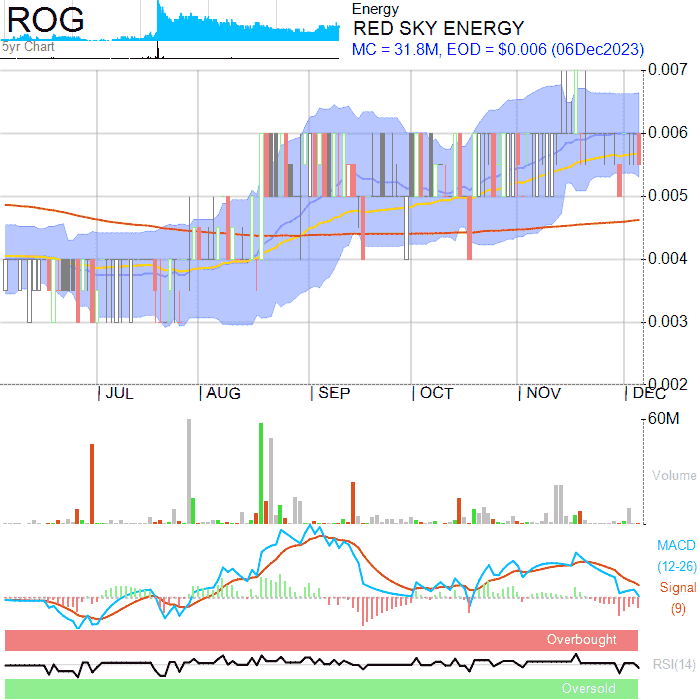 ROG
5yr Chart
Energy
RED SKY ENERGY
MC = 31.8M, EOD = $0.006 (06Dec2023)
0.007
0.006
0.005
0.004
0.003
0.002
JUL
AUG
SEP
OCT
NOV
DEC
60M
Volume
MACD
(12-26)
Signal
(9)
Overbought
RSI(14)
Oversold